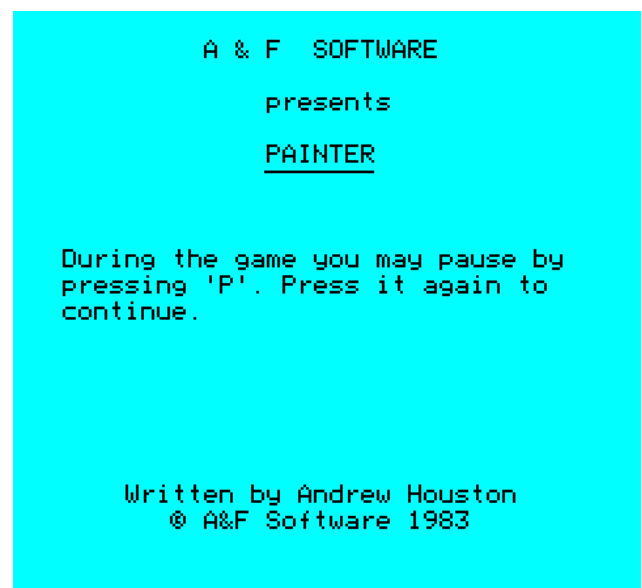 A & F  SOFTWARE
presents
PAINTER
During the game you may pause by
pressing 'P'. Press it again to
continue.
Written by Andrew Houston
© A&F Software 1983